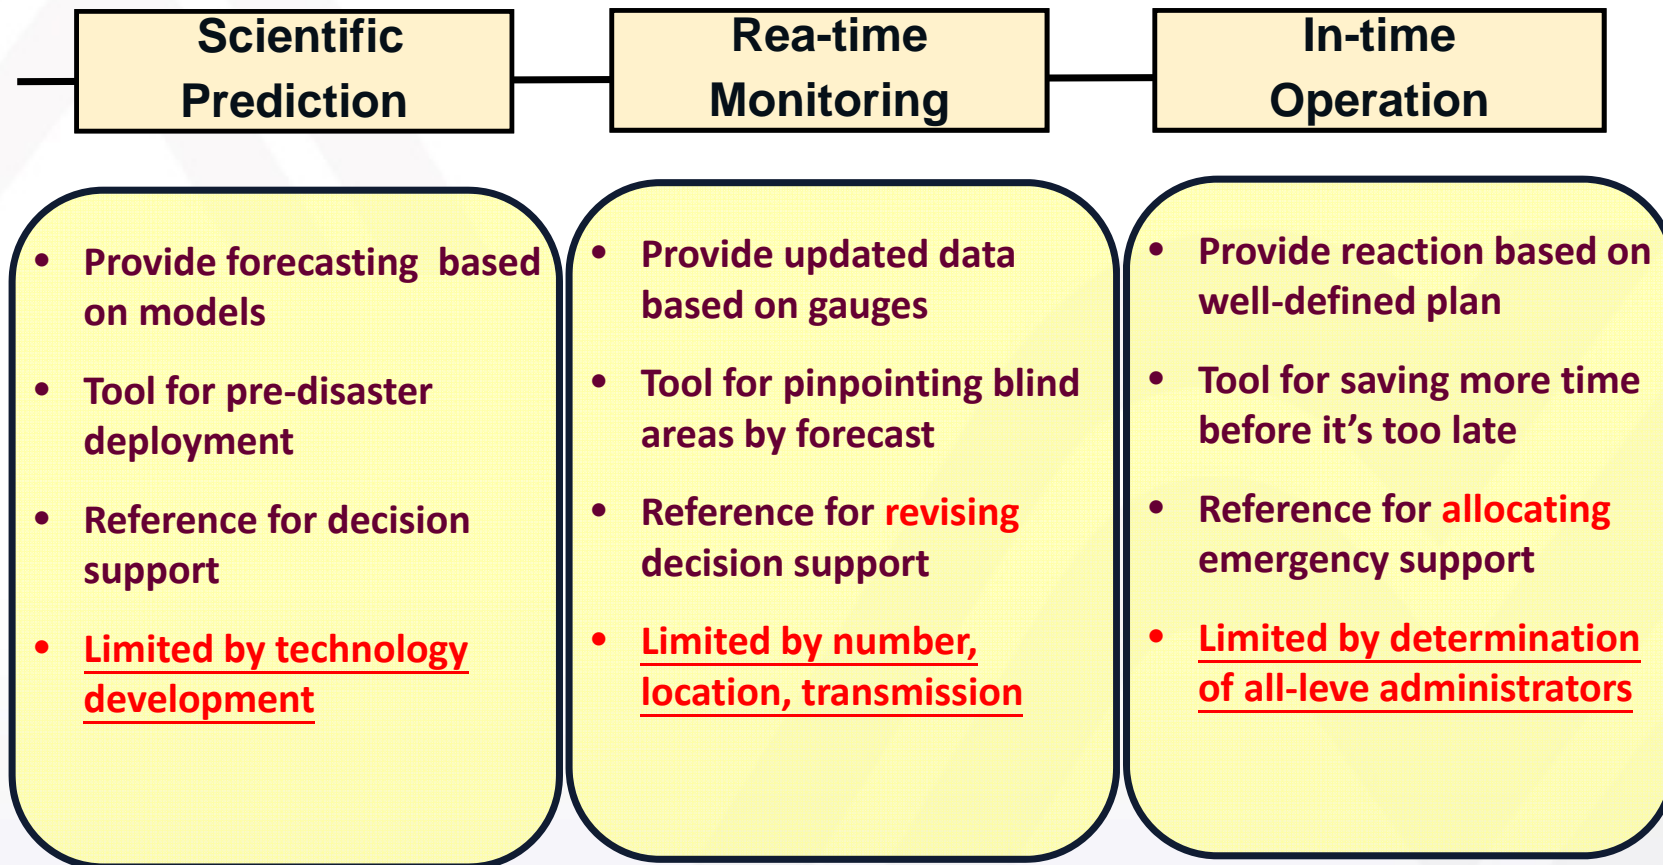 Scientific
Prediction
Rea-time
Monitoring
In-time
Operation
• Provide forecasting based
on models
• Tool for pre-disaster
deployment
• Reference for decision
support
• Limited by technology
development
• Provide updated data
based on gauges
• Tool for pinpointing blind
areas by forecast
• Reference for revising
decision support
• Limited by number,
location, transmission
• Provide reaction based on
well-defined plan
• Tool for saving more time
before it’s too late
• Reference for allocating
emergency support
• Limited by determination
of all-leve administrators